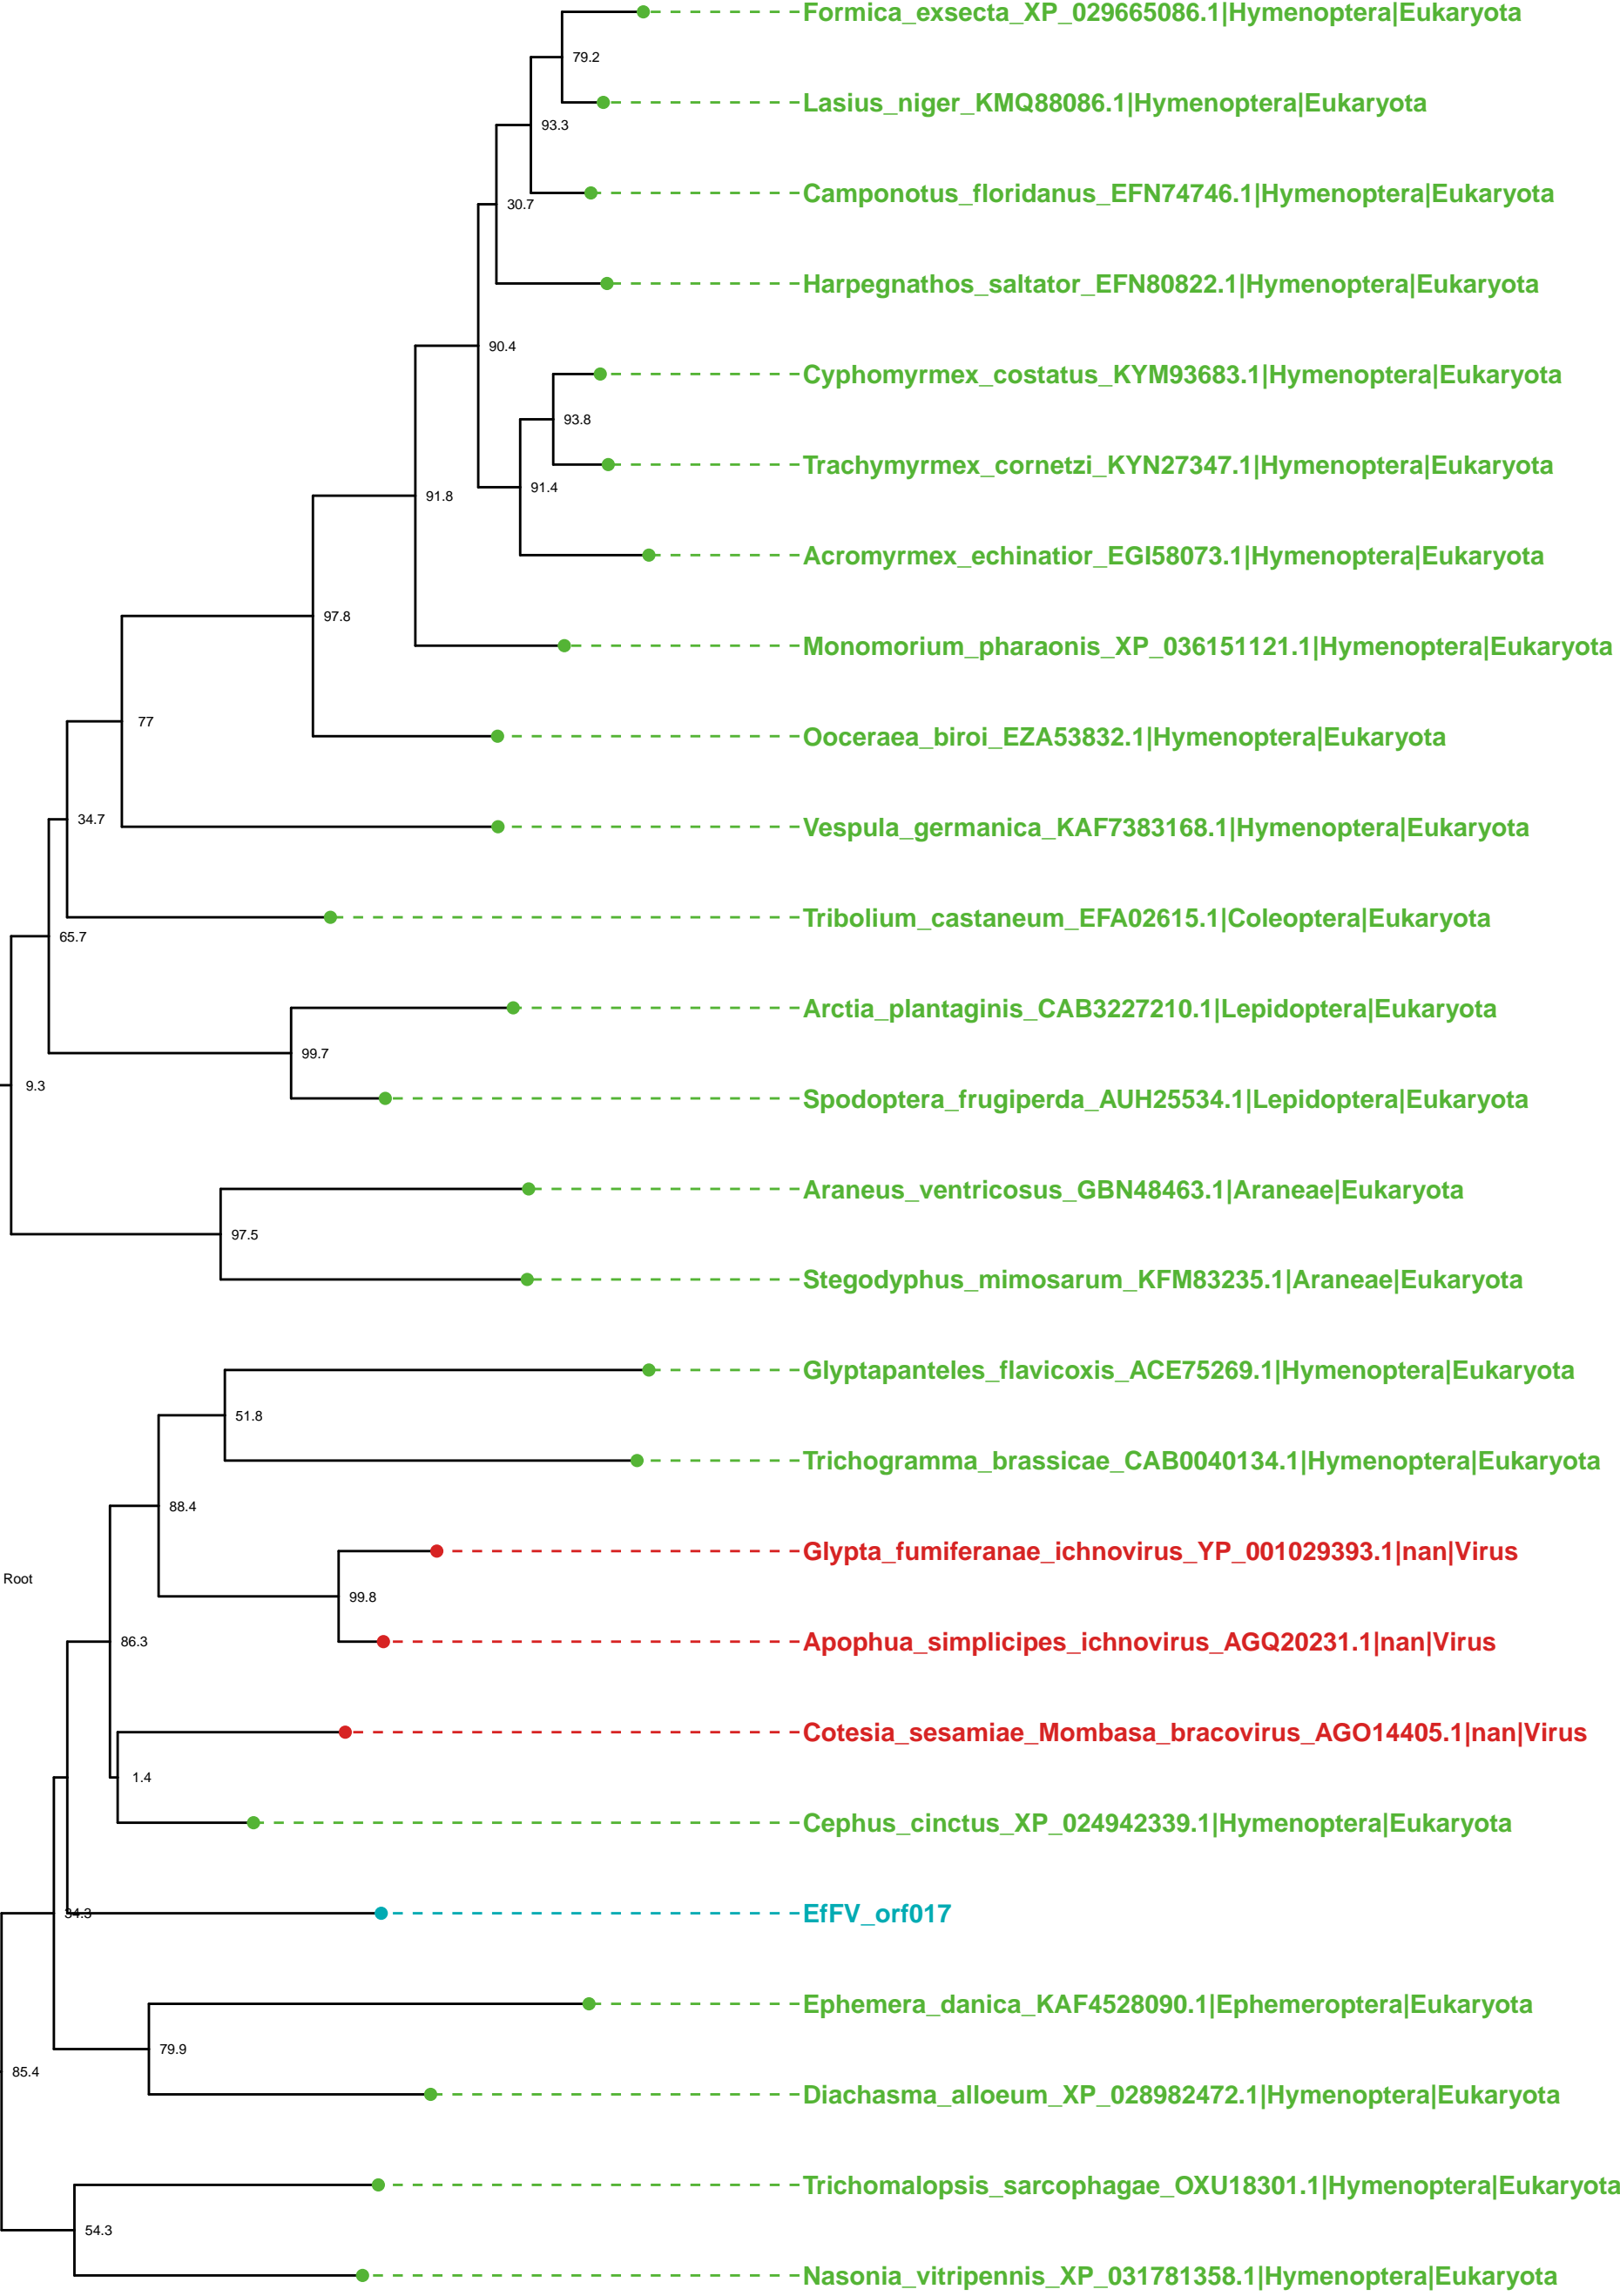 Formica_exsecta_XP_029665086.1|Hymenoptera|Eukaryota
79.2
Lasius_niger_KMQ88086.1|Hymenoptera|Eukaryota
93.3
Camponotus_floridanus_EFN74746.1|Hymenoptera|Eukaryota
30.7
Harpegnathos_saltator_EFN80822.1|Hymenoptera|Eukaryota
90.4
Cyphomyrmex_costatus_KYM93683.1|Hymenoptera|Eukaryota
93.8
Trachymyrmex_cornetzi_KYN27347.1|Hymenoptera|Eukaryota
91.4
91.8
Acromyrmex_echinatior_EGI58073.1|Hymenoptera|Eukaryota
97.8
Monomorium_pharaonis_XP_036151121.1|Hymenoptera|Eukaryota
77
Ooceraea_biroi_EZA53832.1|Hymenoptera|Eukaryota
34.7
Vespula_germanica_KAF7383168.1|Hymenoptera|Eukaryota
Tribolium_castaneum_EFA02615.1|Coleoptera|Eukaryota
65.7
Arctia_plantaginis_CAB3227210.1|Lepidoptera|Eukaryota
99.7
9.3
Spodoptera_frugiperda_AUH25534.1|Lepidoptera|Eukaryota
Araneus_ventricosus_GBN48463.1|Araneae|Eukaryota
97.5
Stegodyphus_mimosarum_KFM83235.1|Araneae|Eukaryota
Glyptapanteles_flavicoxis_ACE75269.1|Hymenoptera|Eukaryota
51.8
Trichogramma_brassicae_CAB0040134.1|Hymenoptera|Eukaryota
88.4
Glypta_fumiferanae_ichnovirus_YP_001029393.1|nan|Virus
Root
99.8
Apophua_simplicipes_ichnovirus_AGQ20231.1|nan|Virus
86.3
Cotesia_sesamiae_Mombasa_bracovirus_AGO14405.1|nan|Virus
1.4
Cephus_cinctus_XP_024942339.1|Hymenoptera|Eukaryota
34.3
EfFV_orf017
Ephemera_danica_KAF4528090.1|Ephemeroptera|Eukaryota
79.9
85.4
Diachasma_alloeum_XP_028982472.1|Hymenoptera|Eukaryota
Trichomalopsis_sarcophagae_OXU18301.1|Hymenoptera|Eukaryota
54.3
Nasonia_vitripennis_XP_031781358.1|Hymenoptera|Eukaryota